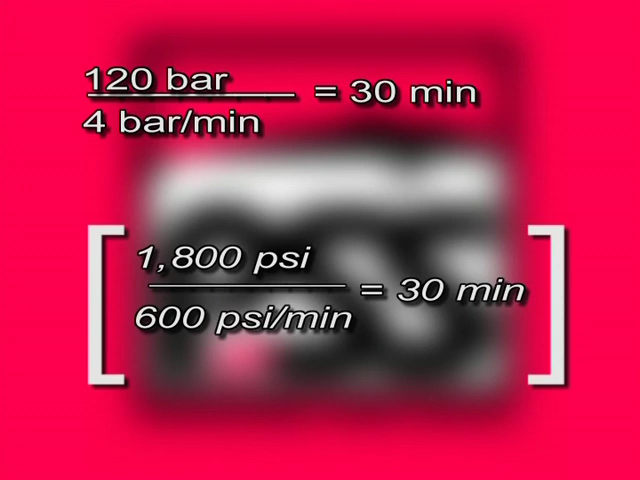 120 bar
4 bar/min
= 30 min
1,800 psi
600 psi/min
= 30 min